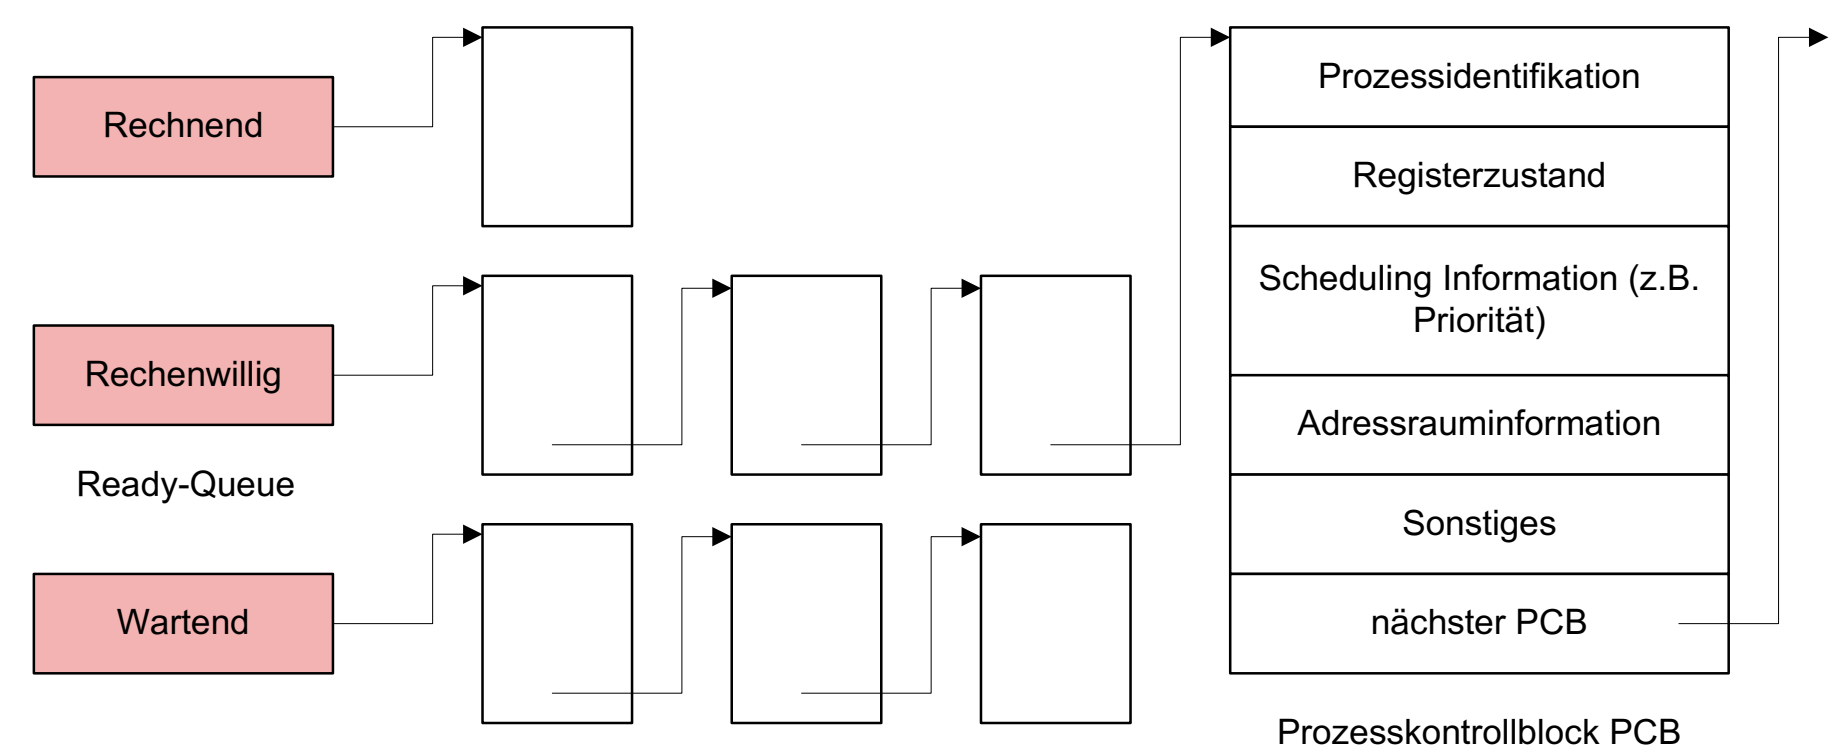 Rechnend
Rechenwillig
Ready-Queue
Wartend
Prozessidentifikation
Registerzustand
Scheduling Information (z.B.
Priorität)
Adressrauminformation
Sonstiges
nächster PCB
Prozesskontrollblock PCB